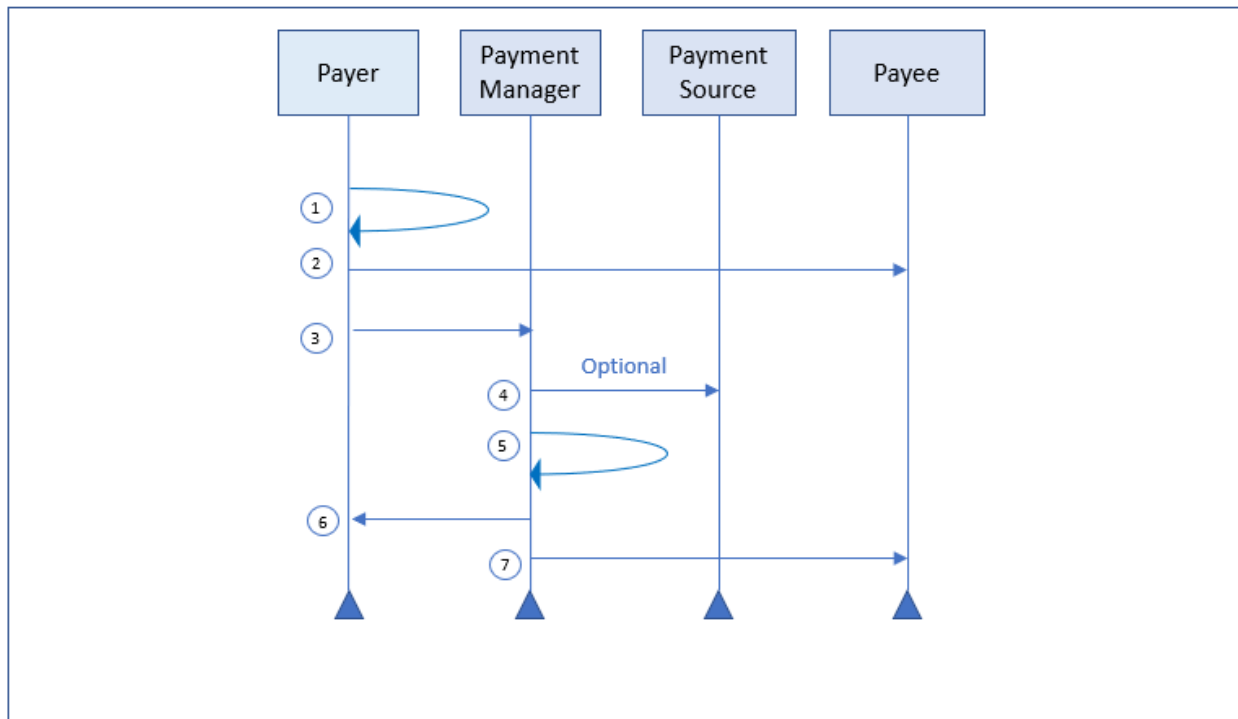 Payer
Payment
Manager
Payment
Source
Payee
1
2
3
Optional
4
5
6
7